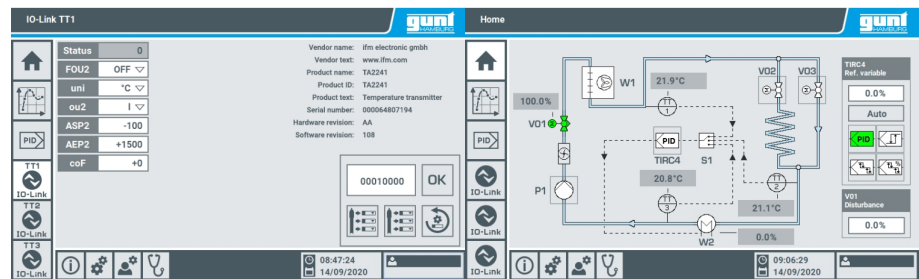 IO-Link TT1
gunt
HAMBURG
Status 0
FOU2 OFF
uni °C
ou2 I
ASP2 -100
AEP2 +1500
coF +0
Vendor name: ifm electronic gmbh
Vendor text: www.ifm.com
Product name: TA2241
Product ID: TA2241
Product text: Temperature transmitter
Serial number: 000064807194
Hardware revision: AA
Software revision: 108
00010000 OK
PID
TT1
IO-Link
TT2
IO-Link
TT3
IO-Link
08:47:24
14/09/2020
Home
gunt
HAMBURG
PID
IO-Link
IO-Link
IO-Link
100.0%
V01
P1
W1
21.9°C
TT
1
PID
TIRC4
S1
20.8°C
TT
3
V02
V03
TT
2
21.1°C
W2
0.0%
TIRC4
Ref. variable
0.0%
Auto
PID
V01
Disturbance
0.0%
09:06:29
14/09/2020